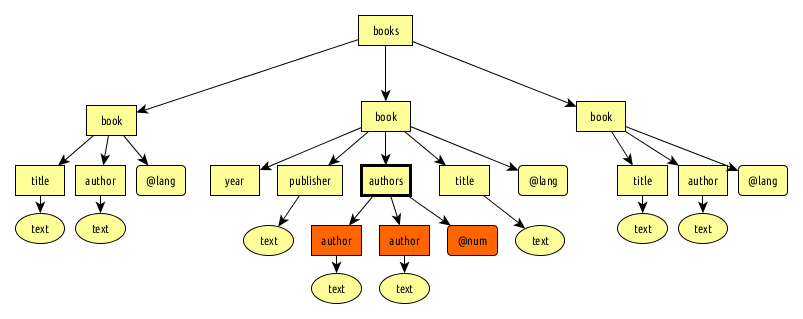 books
book
book
book
title
author
@lang
year
publisher
authors
title
@lang
title
author
@lang
text
text
text
author
author
@num
text
text
text
text
text